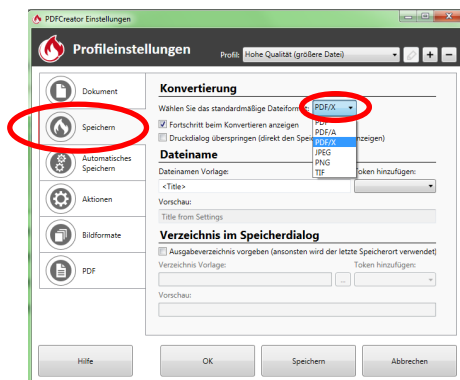 PDFCreator Einstellungen
Profileinstellungen
Profil: Hohe Qualität (größere Datei)
Dokument
Speichern
Automatisches
Speichern
Aktionen
Bildformate
PDF
Konvertierung
Wählen Sie das standardmäßige Dateiformat: PDF/X
Fortschritt beim Konvertieren anzeigen
Druckdialog überspringen (direkt den anzeigen)
PDF
PDF/A
PDF/X
JPEG
PNG
TIF
Dateiname
Dateinamen Vorlage: Token hinzufügen:
<Title>
Vorschau:
Title from Settings
Verzeichnis im Speicherdialog
Ausgabeverzeichnis vorgeben (ansonsten wird der letzte Speicherort verwendet)
Verzeichnis Vorlage: Token hinzufügen:
...
Vorschau:
Hilfe OK Speichern Abbrechen